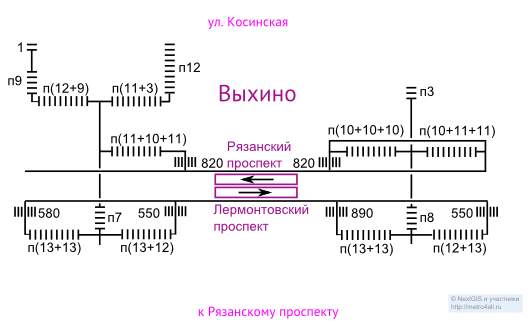 ул. Косинская
1
п9
п12
п(12+9)
п(11+3)
Выхино
п3
п(11+10+11)
п(10+10+10)
п(10+11+11)
820
Рязанский
проспект
820
580
п7
550
Лермонтовский
проспект
890
п8
550
п(13+13)
п(13+12)
п(13+13)
п(12+13)
к Рязанскому проспекту
© NextGIS и участники
http://metro4all.ru